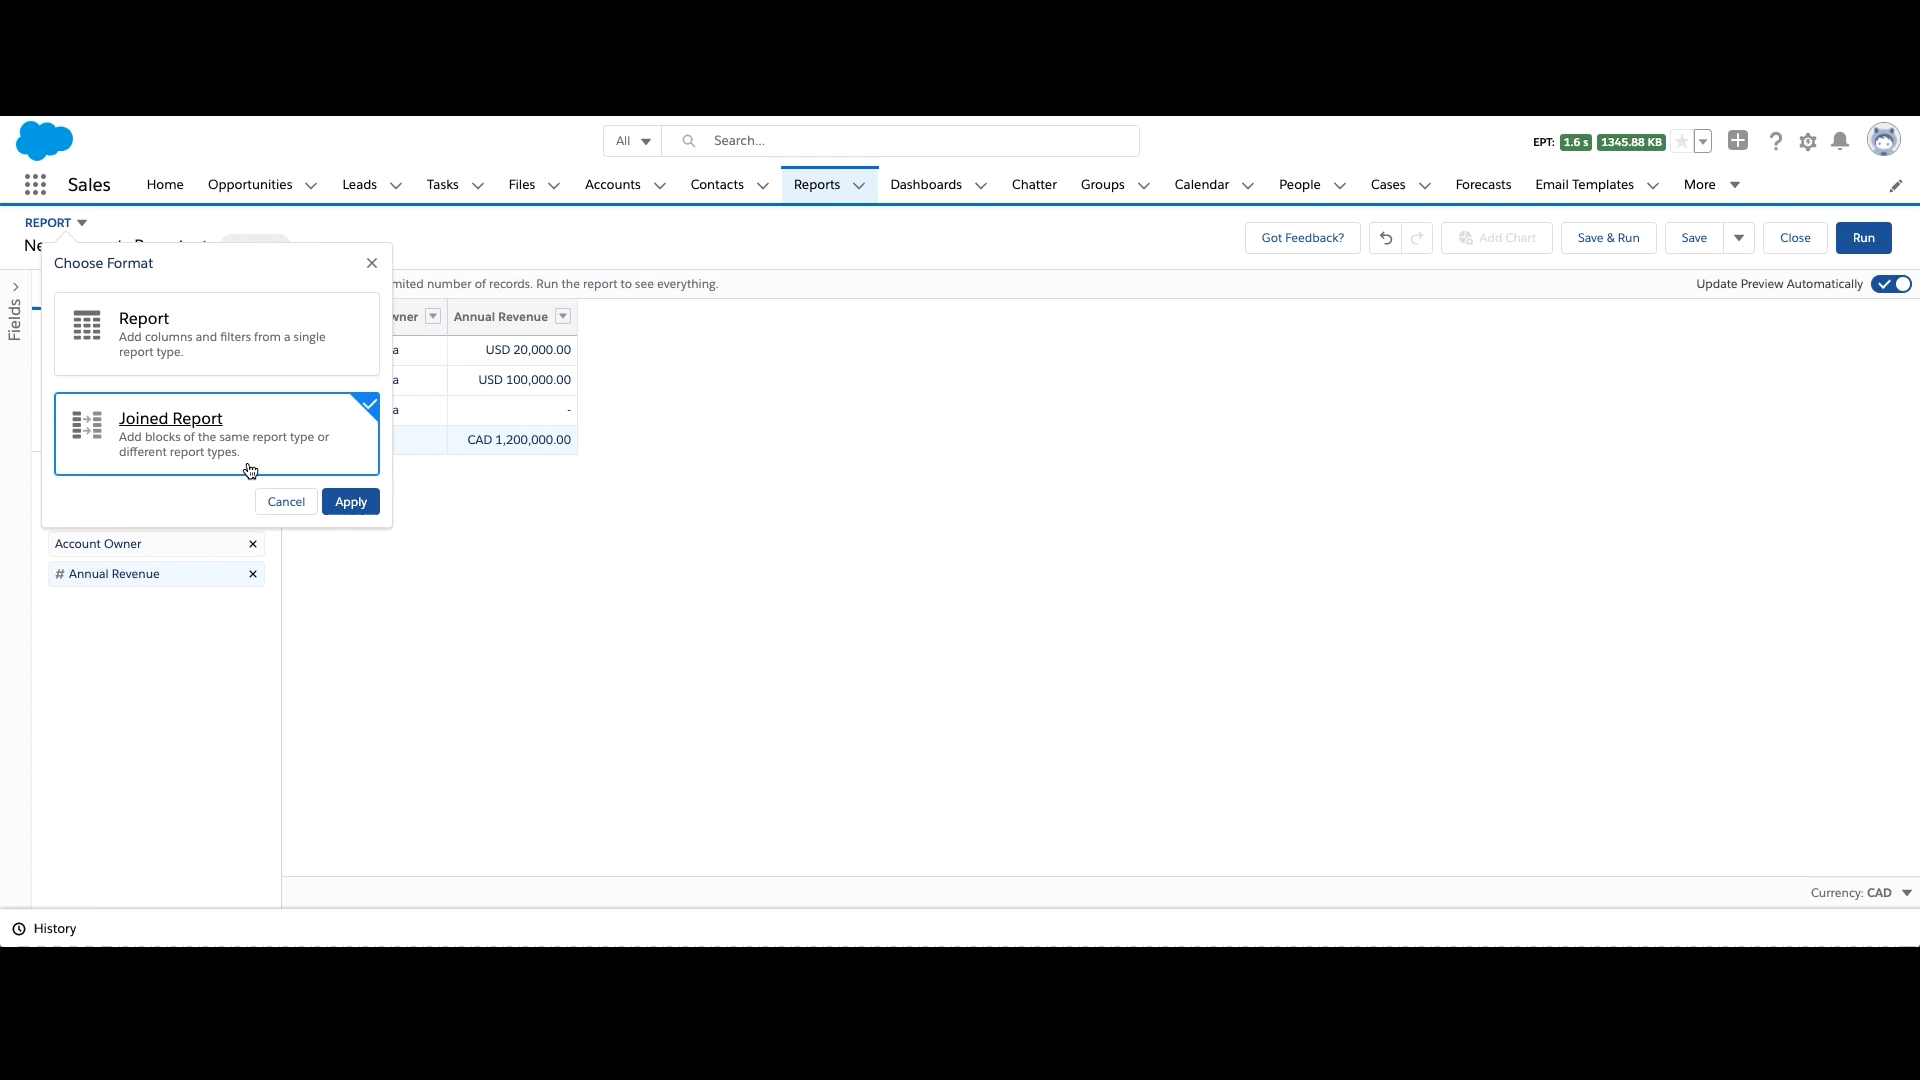 All
Search...
EPT: 1.6 s 1345.88 KB
Sales
Home
Opportunities
Leads
Tasks
Files
Accounts
Contacts
Reports
Dashboards
Chatter
Groups
Calendar
People
Cases
Forecasts
Email Templates
More
REPORT
Ne
Got Feedback?
Add Chart
Save & Run
Save
Close
Run
Choose Format
Report
Add columns and filters from a single
report type.
Joined Report
Add blocks of the same report type or
different report types.
Cancel
Apply
Fields
mited number of records. Run the report to see everything.
Update Preview Automatically
wner
Annual Revenue
a
USD 20,000.00
a
USD 100,000.00
a
-
CAD 1,200,000.00
Account Owner
# Annual Revenue
Currency: CAD
History